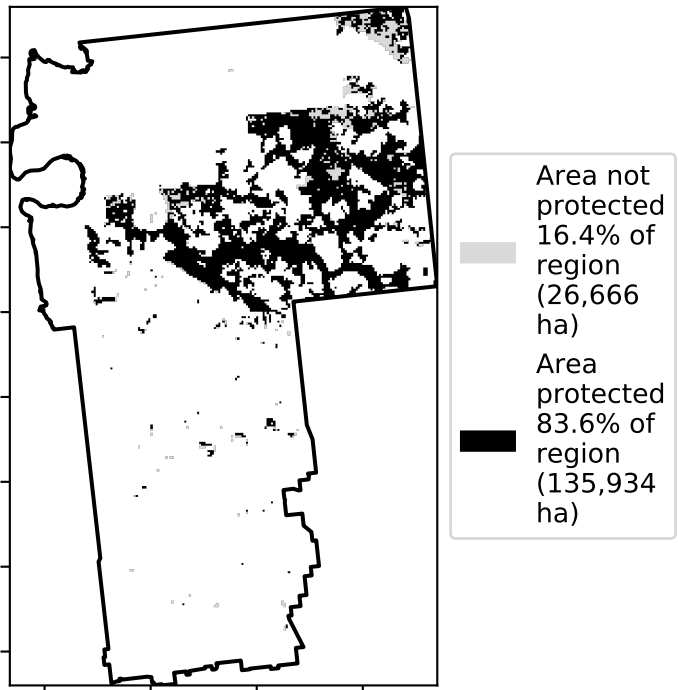 Area not
protected
16.4% of
region
(26,666
ha)
Area
protected
83.6% of
region
(135,934
ha)